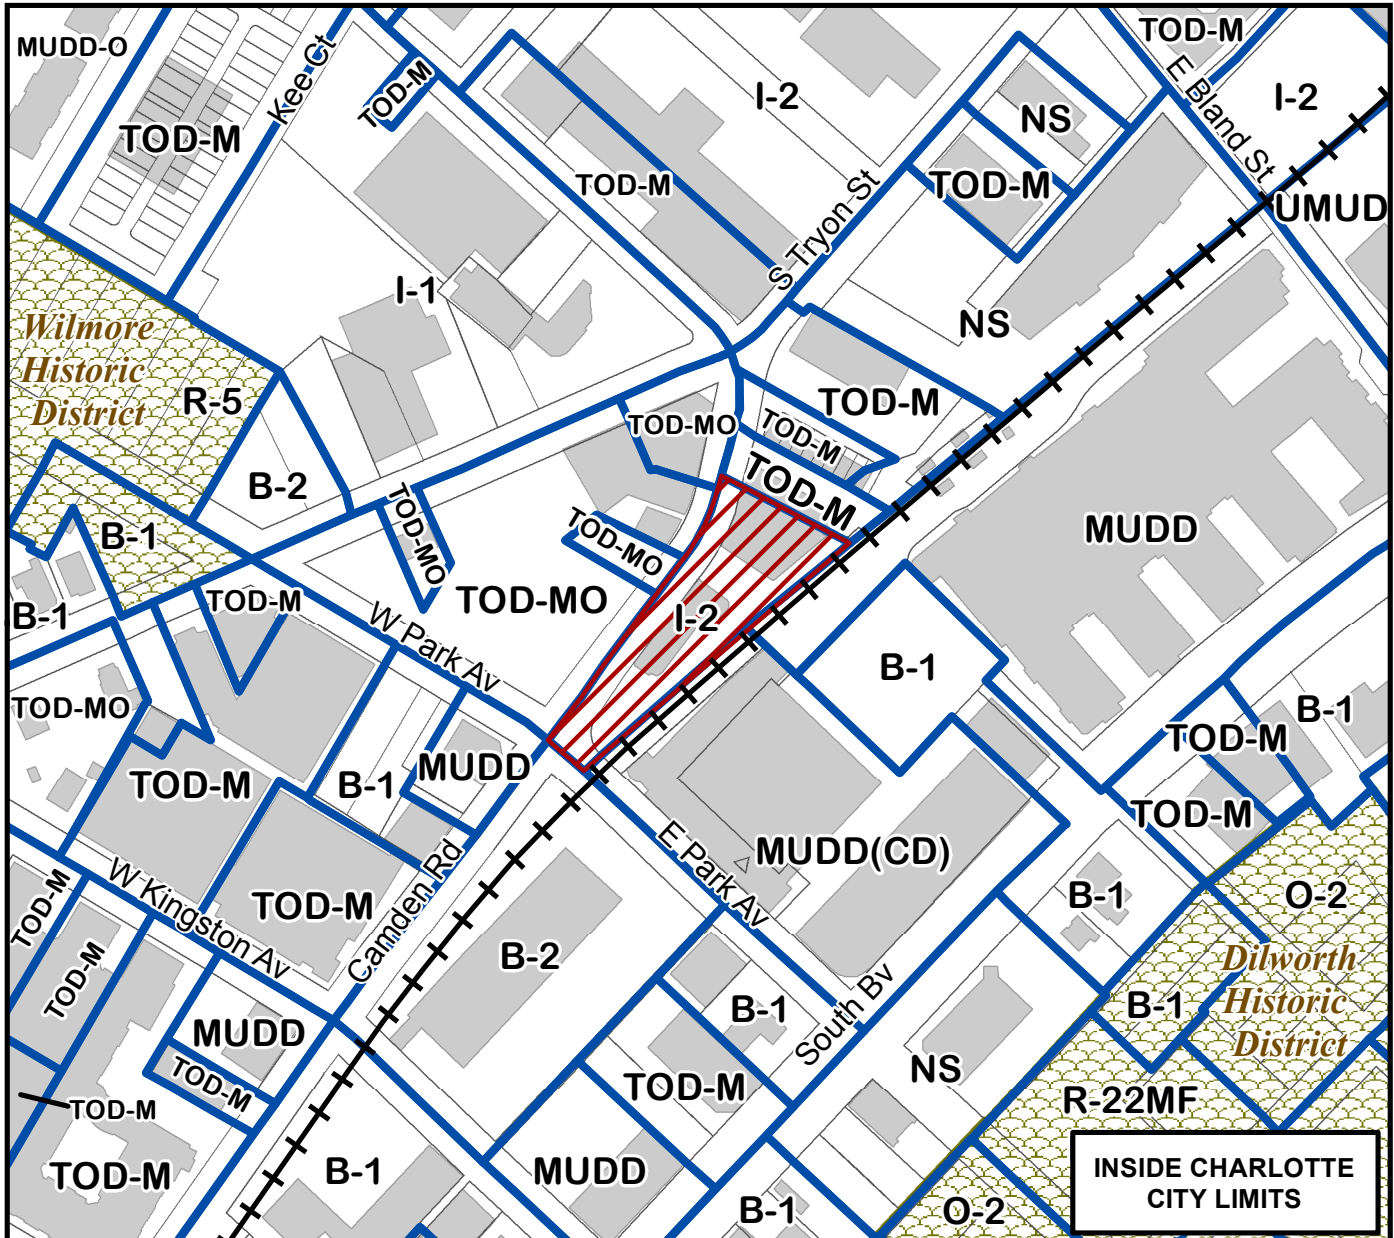 MUDD-O
TOD-M
Kee Ct
TOD-M
I-2
TOD-M
E Bland St
I-2
NS
TOD-M
TOD-M
UMUD
S Tryon St
I-1
NS
Wilmore
Historic
District
R-5
TOD-M
TOD-MO
TOD-M
B-2
TOD-M
TOD-MO
TOD-MO
B-1
MUDD
TOD-M
TOD-MO
B-1
I-2
W Park Av
B-1
TOD-MO
B-1
TOD-M
MUDD
TOD-M
B-1
TOD-M
E Park Av
MUDD(CD)
Camden Rd
TOD-M
W Kingston Av
TOD-M
B-1
O-2
TOD-M
B-2
Dilworth
Historic
District
B-1
B-1
South Bv
MUDD
NS
TOD-M
TOD-M
TOD-M
R-22MF
TOD-M
B-1
MUDD
B-1
O-2
INSIDE CHARLOTTE
CITY LIMITS